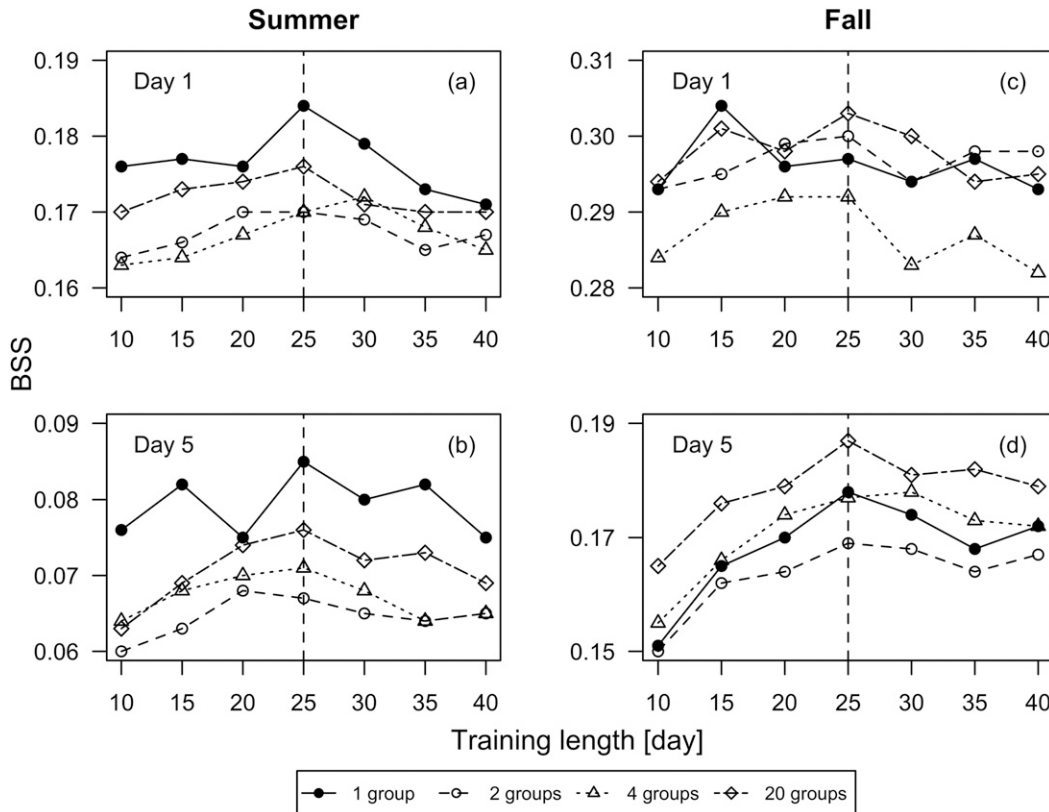 Summer Fall
0.19 0.31
Day 1 (a) Day 1 (c)
0.18 0.30
0.17 0.29
0.16 0.28
10 15 20 25 30 35 40 10 15 20 25 30 35 40
BSS
0.09 0.19
Day 5 (b) Day 5 (d)
0.08
0.17
0.07
0.06 0.15
10 15 20 25 30 35 40 10 15 20 25 30 35 40
Training length [day]
1 group 2 groups 4 groups 20 groups